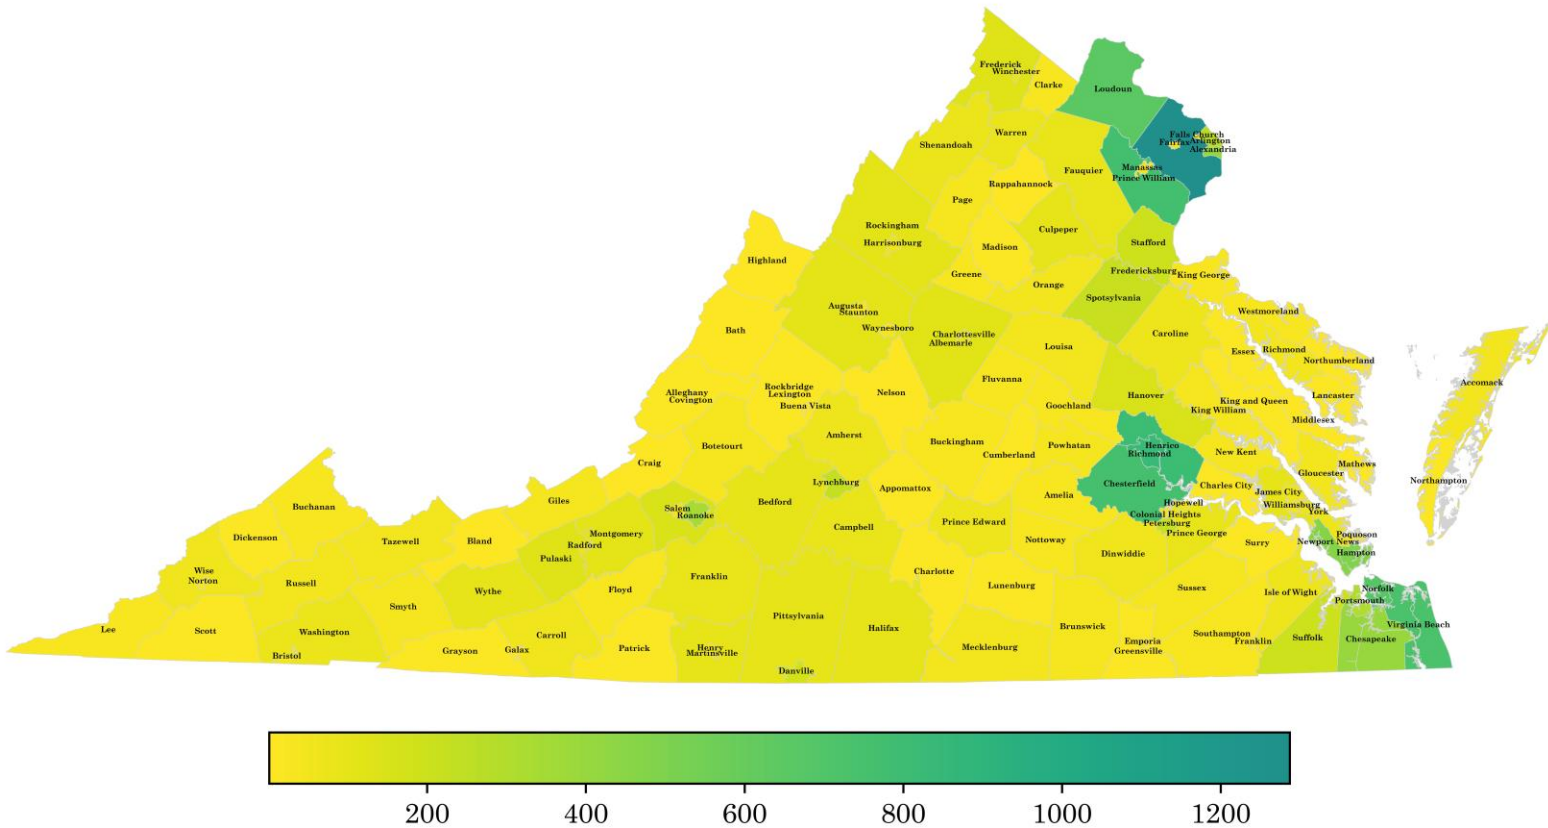 Frederick
Winchester
Clarke
Loudoun
Warren
Shenandoah
Falls Church
Fairfax
Arlington
Alexandria
Fauquier
Manassas
Prince William
Rappahannock
Page
Rockingham
Harrisonburg
Culpeper
Madison
Stafford
Highland
Greene
Fredericksburg
King George
Orange
Spotsylvania
Augusta
Staunton
Waynesboro
Westmoreland
Bath
Charlottesville
Albemarle
Caroline
Louisa
Essex
Richmond
Northumberland
Accomack
Fluvanna
Rockbridge
Lexington
Buena Vista
Nelson
Alleghany
Covington
Goochland
Hanover
King and Queen
King William
Lancaster
Middlesex
Amherst
Buckingham
Cumberland
Powhatan
Henrico
Richmond
New Kent
Botetourt
Craig
Mathews
Gloucester
Northampton
Lynchburg
Appomattox
Amelia
Chesterfield
Charles City
James City
Williamsburg
York
Giles
Bedford
Buchanan
Salem
Roanoke
Hopewell
Colonial Heights
Petersburg
Prince George
Prince Edward
Campbell
Dickenson
Tazewell
Bland
Montgomery
Radford
Pulaski
Nottoway
Dinwiddie
Surry
Poquoson
Newport News
Hampton
Wise
Norton
Russell
Wythe
Floyd
Franklin
Charlotte
Lunenburg
Sussex
Isle of Wight
Norfolk
Portsmouth
Smyth
Pittsylvania
Halifax
Brunswick
Virginia Beach
Lee
Scott
Washington
Carroll
Emporia
Greensville
Southampton
Franklin
Suffolk
Chesapeake
Bristol
Grayson
Galax
Patrick
Henry
Martinsville
Danville
Mecklenburg
200 400 600 800 1000 1200